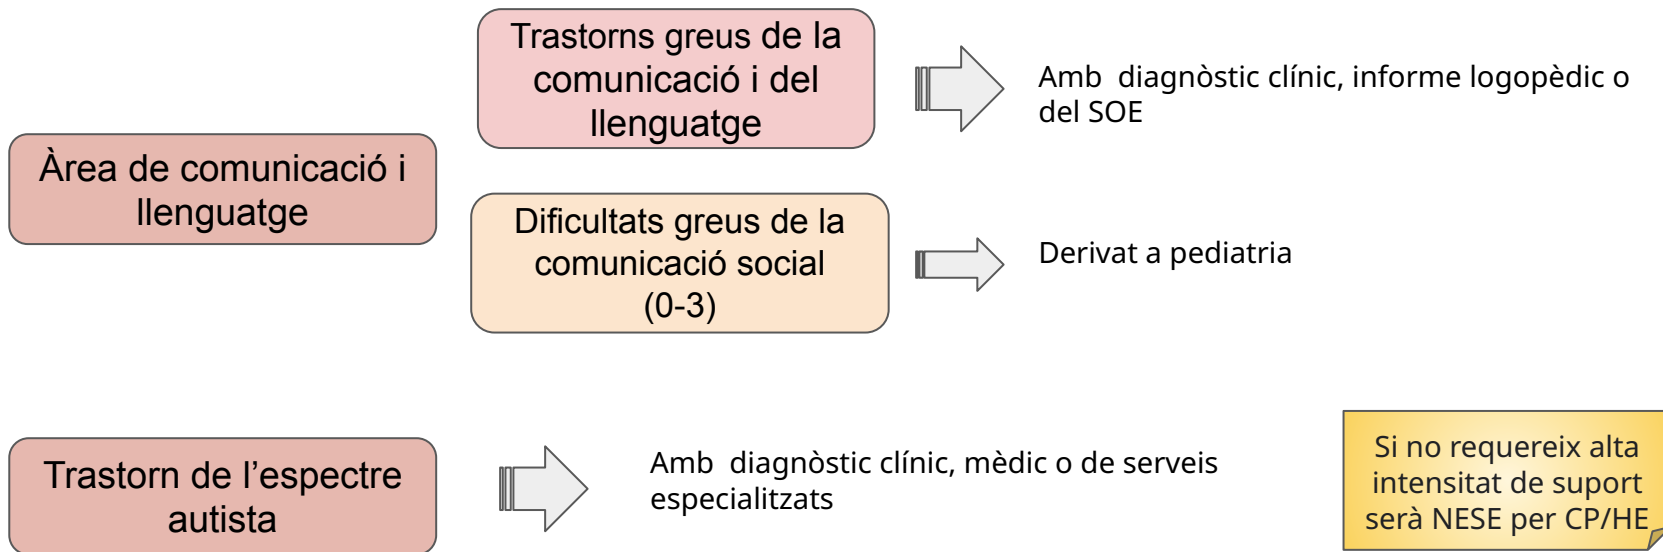 Trastorns greus de la
comunicació i del
llenguatge
Amb  diagnòstic clínic, informe logopèdic o
del SOE
Àrea de comunicació i
llenguatge
Dificultats greus de la
comunicació social
(0-3)
Derivat a pediatria
Trastorn de l’espectre
autista
Amb  diagnòstic clínic, mèdic o de serveis
especialitzats
Si no requereix alta
intensitat de suport
serà NESE per CP/HE